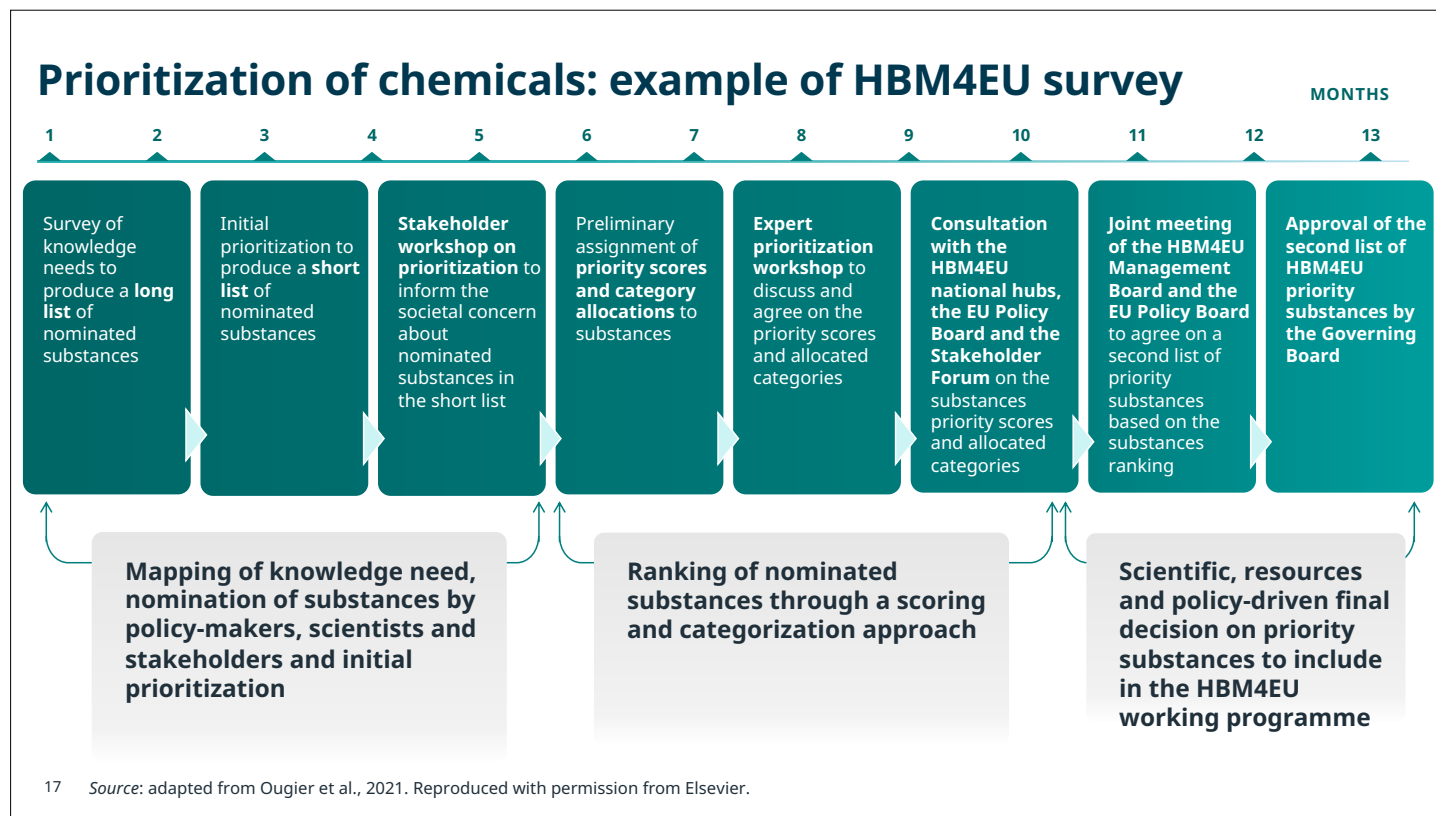 Prioritization of chemicals: example of HBM4EU survey
MONTHS
1 2 3 4 5 6 7 8 9 10 11 12 13
Survey of
knowledge
needs to
produce a long
list of
nominated
substances
Initial
prioritization to
produce a short
list of
nominated
substances
Stakeholder
workshop on
prioritization to
inform the
societal concern
about
nominated
substances in
the short list
Preliminary
assignment of
priority scores
and category
allocations to
substances
Expert
prioritization
workshop to
discuss and
agree on the
priority scores
and allocated
categories
Consultation
with the
HBM4EU
national hubs,
the EU Policy
Board and the
Stakeholder
Forum on the
substances
priority scores
and allocated
categories
Joint meeting
of the HBM4EU
Management
Board and the
EU Policy Board
to agree on a
second list of
priority
substances
based on the
substances
ranking
Approval of the
second list of
HBM4EU
priority
substances by
the Governing
Board
Mapping of knowledge need,
nomination of substances by
policy-makers, scientists and
stakeholders and initial
prioritization
Ranking of nominated
substances through a scoring
and categorization approach
Scientific, resources
and policy-driven final
decision on priority
substances to include
in the HBM4EU
working programme
17 Source: adapted from Ougier et al., 2021. Reproduced with permission from Elsevier.